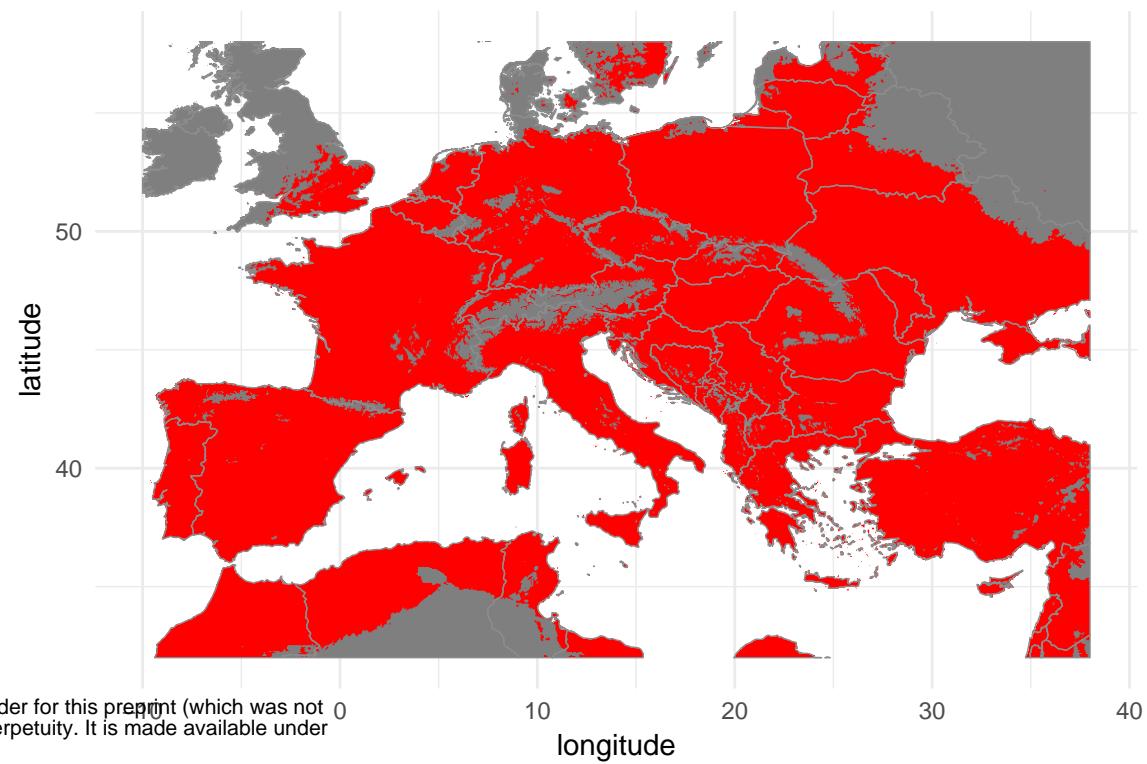 50
40
latitude
der for this preprint (which was not
-10 0 10 20 30 40
erpetuity. It is made available under
longitude